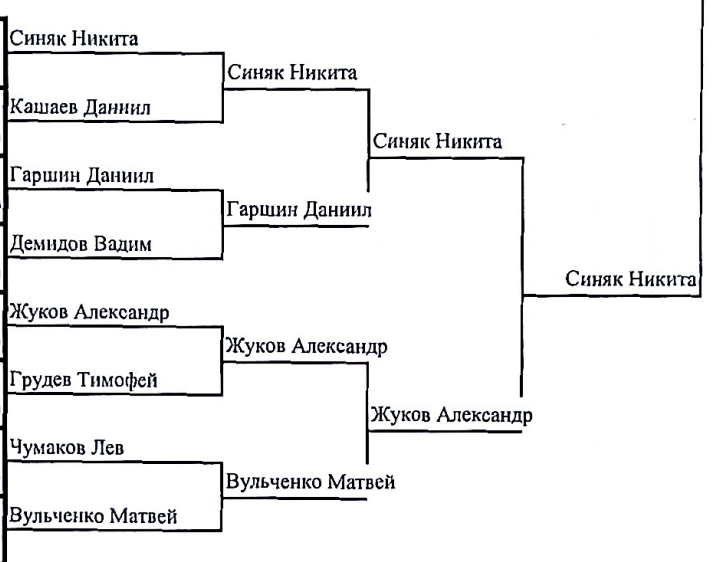 Синяк Никита
Синяк Никита
Кашаев Даниил
Синяк Никита
Гаршин Даниил
Гаршин Даниил
Демидов Вадим
Синяк Никита
Жуков Александр
Жуков Александр
Грудев Тимофей
Жуков Александр
Чумаков Лев
Вульченко Матвей
Вульченко Матвей